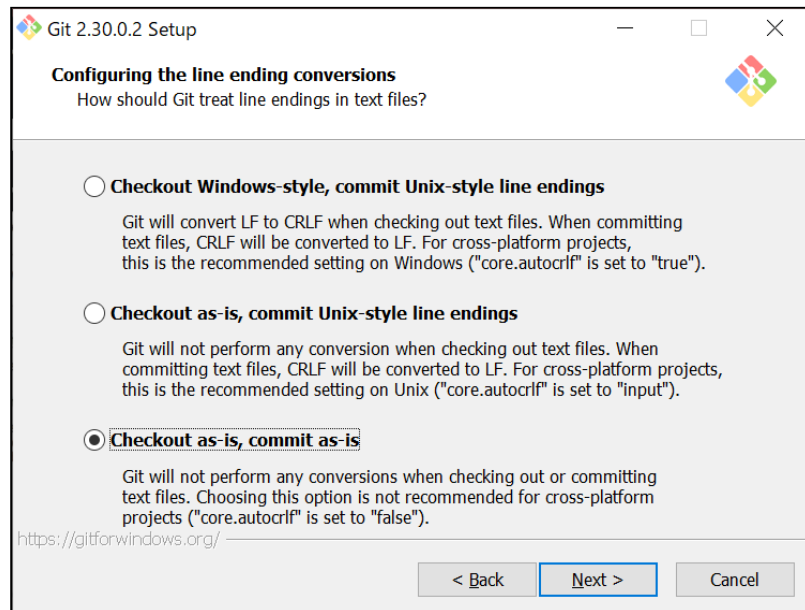 Git 2.30.0.2 Setup
Configuring the line ending conversions
How should Git treat line endings in text files?
Checkout Windows-style, commit Unix-style line endings
Git will convert LF to CRLF when checking out text files. When committing
text files, CRLF will be converted to LF. For cross-platform projects,
this is the recommended setting on Windows ("core.autocrlf" is set to "true").
Checkout as-is, commit Unix-style line endings
Git will not perform any conversion when checking out text files. When
committing text files, CRLF will be converted to LF. For cross-platform projects,
this is the recommended setting on Unix ("core.autocrlf" is set to "input").
Checkout as-is, commit as-is
Git will not perform any conversions when checking out or committing
text files. Choosing this option is not recommended for cross-platform
projects ("core.autocrlf" is set to "false").
https://gitforwindows.org/
< Back Next > Cancel